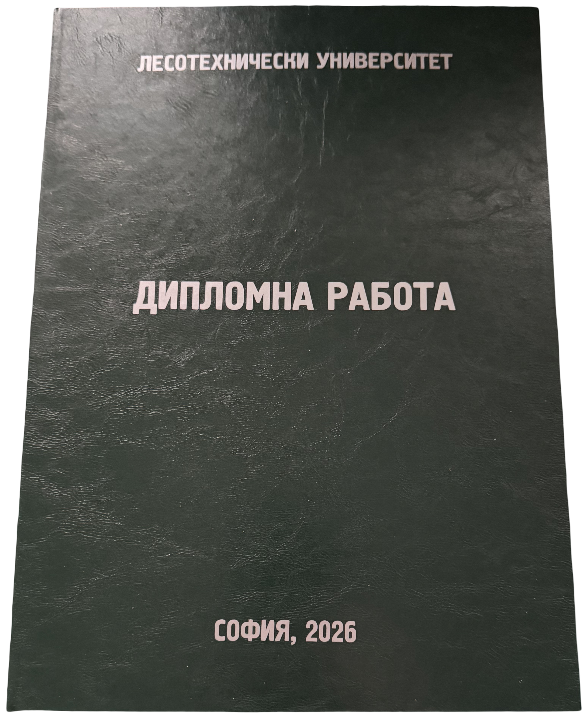 ЛЕСОТЕХНИЧЕСКИ УНИВЕРСИТЕТ
ДИПЛОМНА РАБОТА
СОФИЯ, 2026